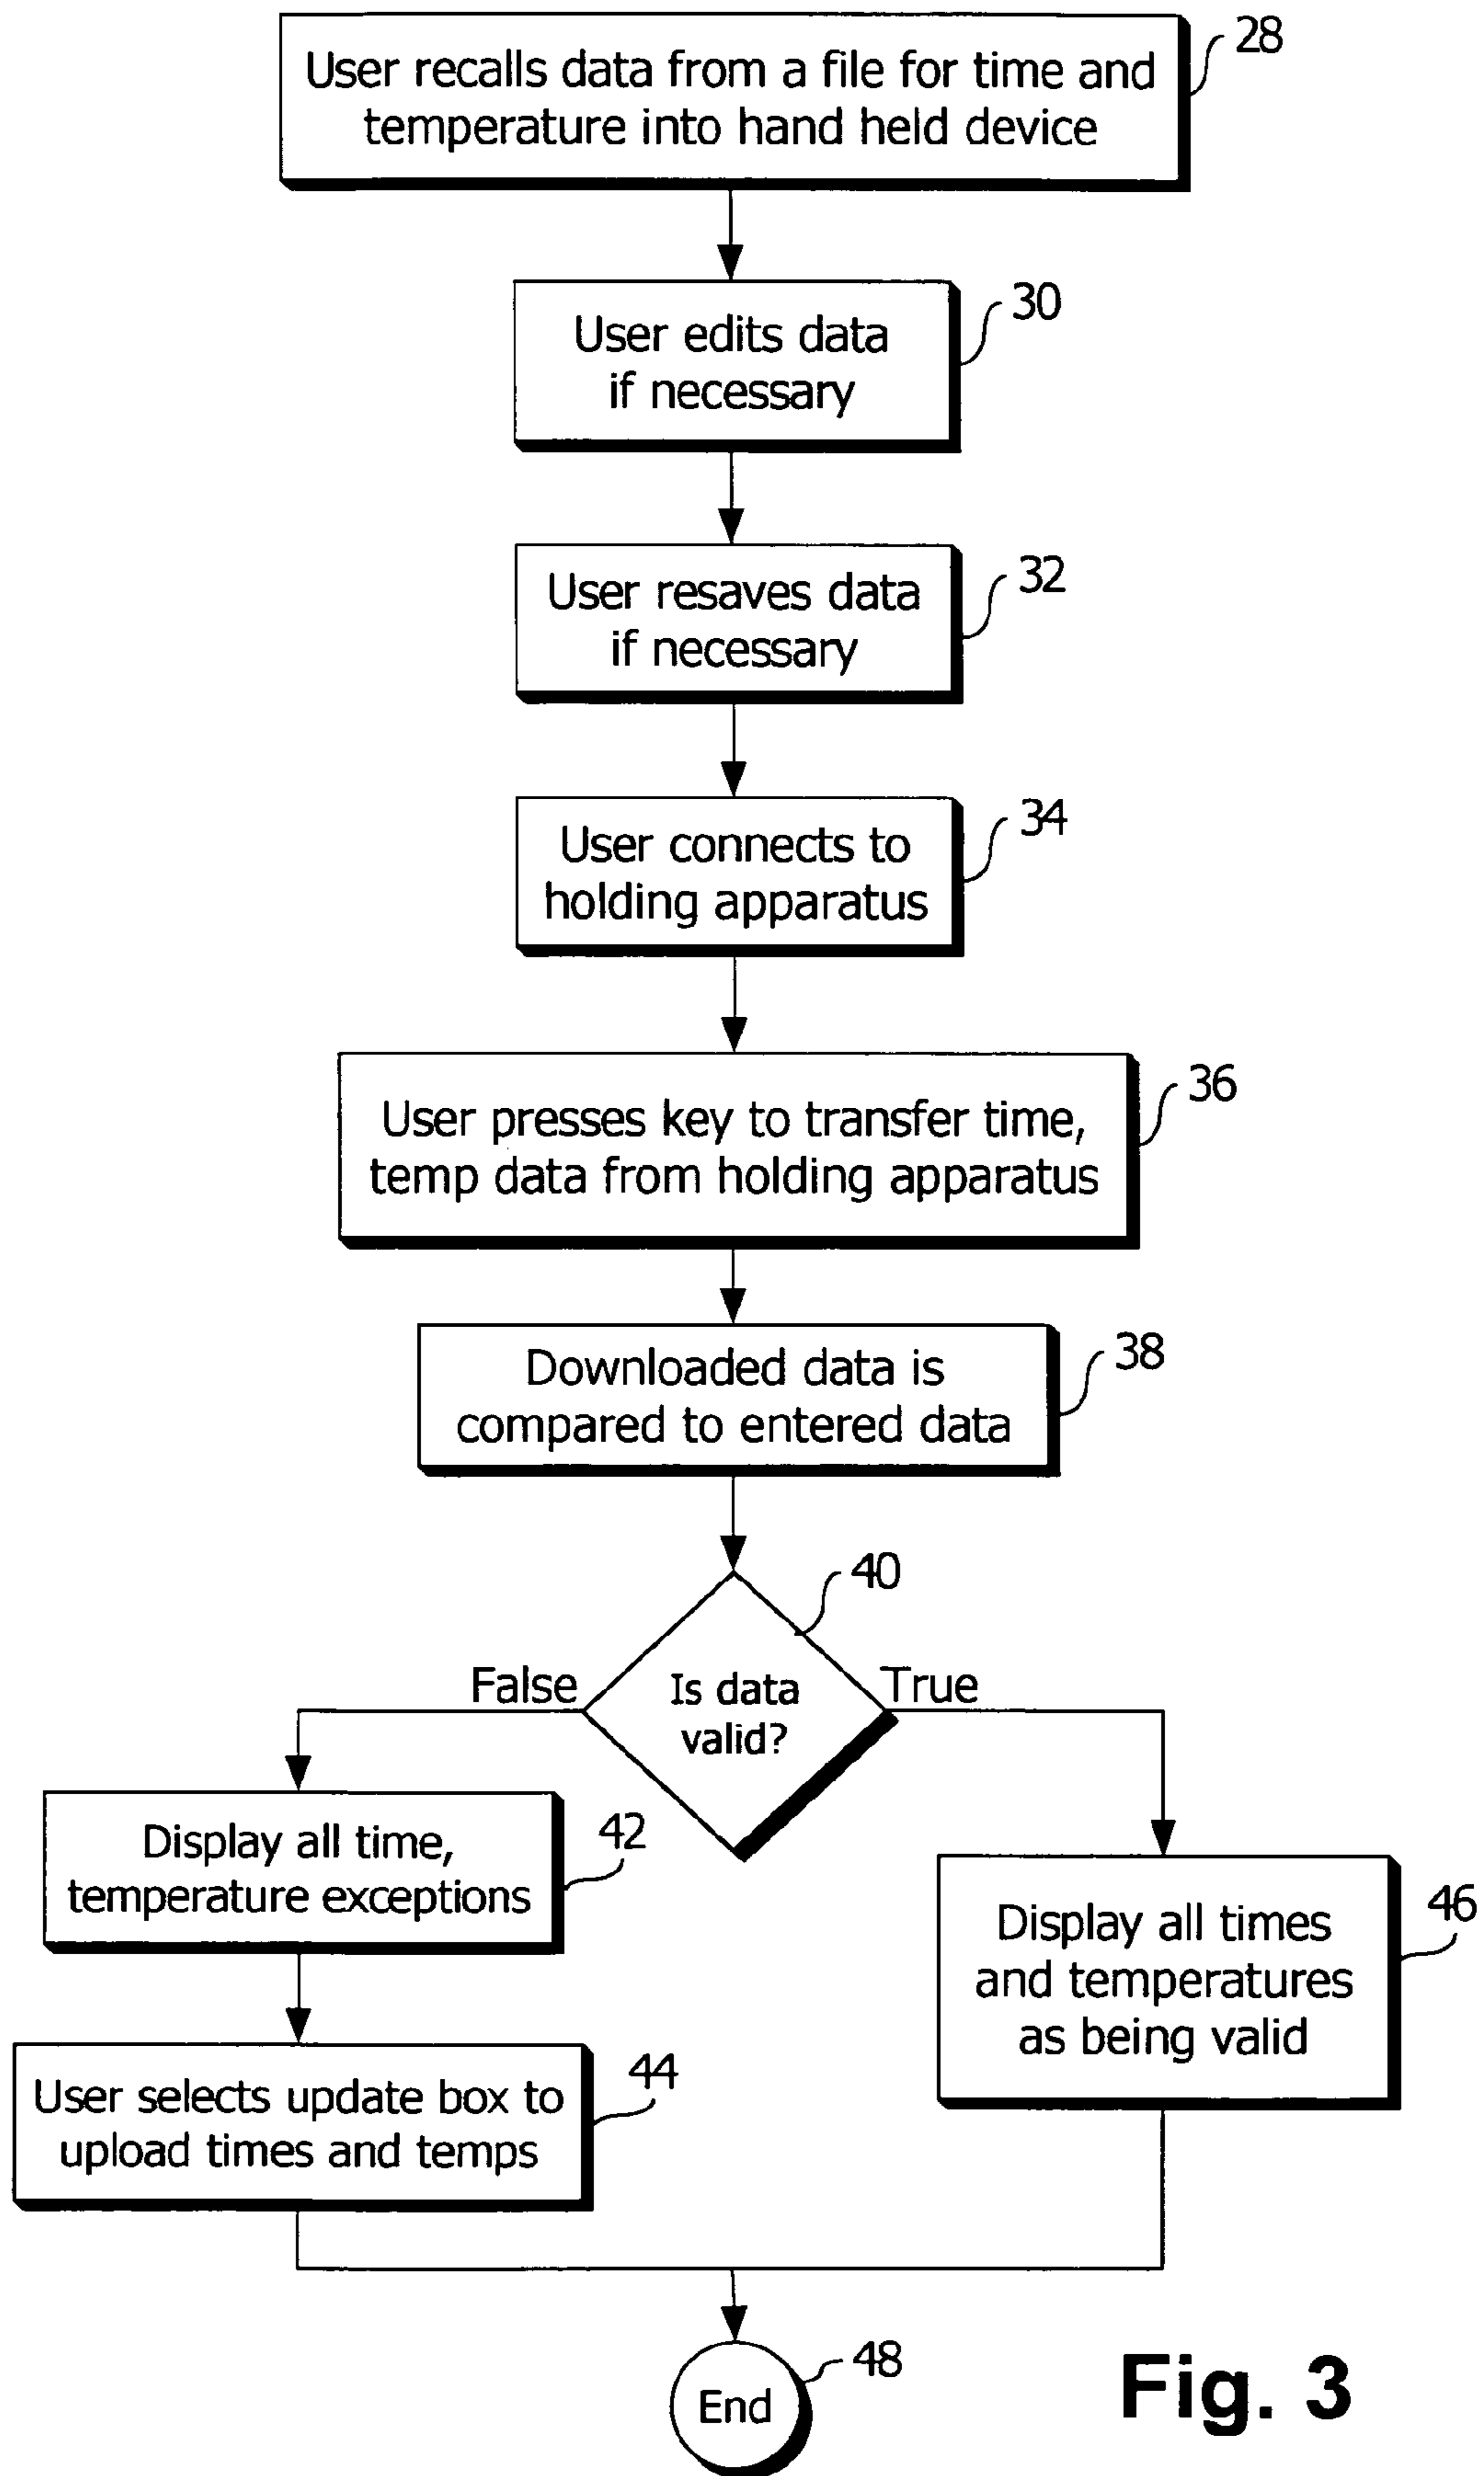 User recalls data from a file for time and
temperature into hand held device
28
User edits data
if necessary
30
User resaves data
if necessary
32
User connects to
holding apparatus
34
User presses key to transfer time,
temp data from holding apparatus
36
Downloaded data is
compared to entered data
38
40
Is data
valid?
False
True
Display all time,
temperature exceptions
42
User selects update box to
upload times and temps
44
Display all times
and temperatures
as being valid
46
End
48
Fig. 3